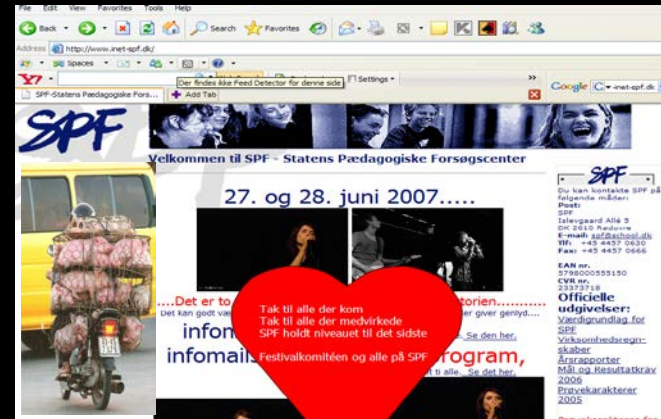 File Edit View Favorites Tools Help
Back Search Favorites
Address http://www.inet-spf.dk/
Spaces
Y7 Settings Google
Der findes ikke Feed Detector for denne side
SPF-Statens Pædagogiske Fors... Add Tab
SPF
Velkommen til SPF - Statens Pædagogiske Forsøgscenter
27. og 28. juni 2007.....
....Det er to
torien...........
Det kan godt
er giver genlyd....
Se den her.
infomails
rogram,
ti alle. Se det her.
Tak til alle der kom
Tak til alle der medvirkede
SPF holdt niveauet til det sidste
Festivalkomitéen og alle på SPF
SPF
Du kan kontakte SPF på
følgende måder:
Post:
SPF
Islevgaard Allé 5
DK 2610 Rødovre
E-mail: spf@school.dk
Tlf: +45 4457 0630
Fax: +45 4457 0666
EAN nr.
5798000555150
CVR nr.
23373718
Officielle
udgivelser:
Værdigrundlag for
SPF
Virksomhedsregn-
skaber
Årsrapporter
Mål og Resultatkrav
2006
Prøvekarakterer
2005